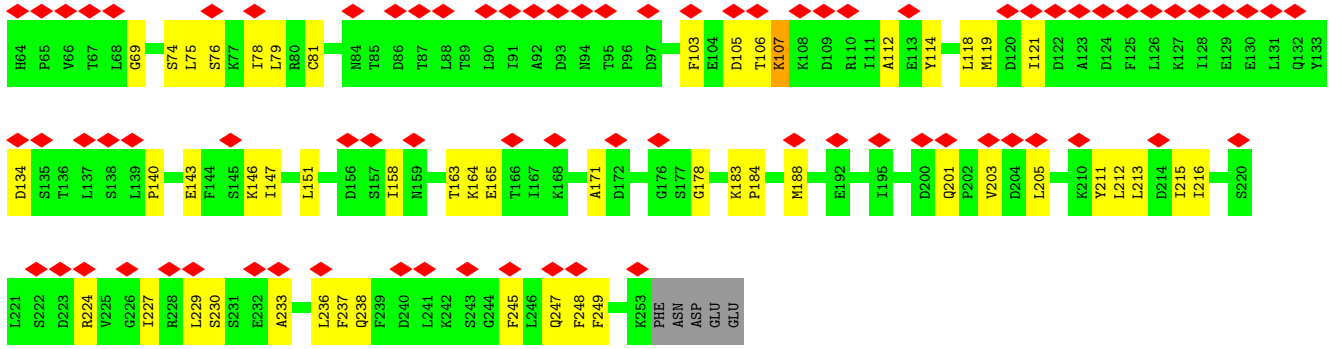 H64 P65 V66 T67 L68 G69 S74 L75 S76 K77 I78 L79 R80 C81 N84 T85 D86 T87 L88 T89 L90 I91 A92 D93 N94 T95 P96 D97 F103 E104 D105 T106 K107 K108 D109 R110 I111 A112 E113 Y114 L118 M119 D120 I121 D122 A123 D124 F125 L126 K127 I128 E129 E130 L131 Q132 Y133
D134 S135 T136 L137 S138 L139 P140 E143 F144 S145 K146 I147 L151 D156 S157 I158 N159 T163 K164 E165 T166 I167 K168 A171 D172 G176 S177 G178 K183 P184 M188 E192 I195 D200 Q201 P202 V203 D204 L205 K210 Y211 L212 L213 D214 I215 I216 S220
L221 S222 D223 R224 V225 G226 I227 R228 L229 S230 S231 E232 A233 L236 F237 Q238 F239 D240 L241 K242 S243 G244 F245 L246 Q247 F248 F249 K253 PHE ASN ASP GLU GLU